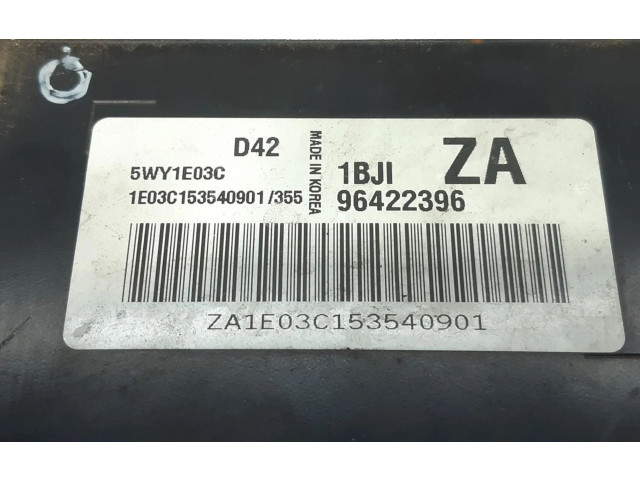 D42
5WY1E03C
1E03C153540901/355
MADE IN KOREA
1BJI
ZA
96422396
ZA1E03C153540901